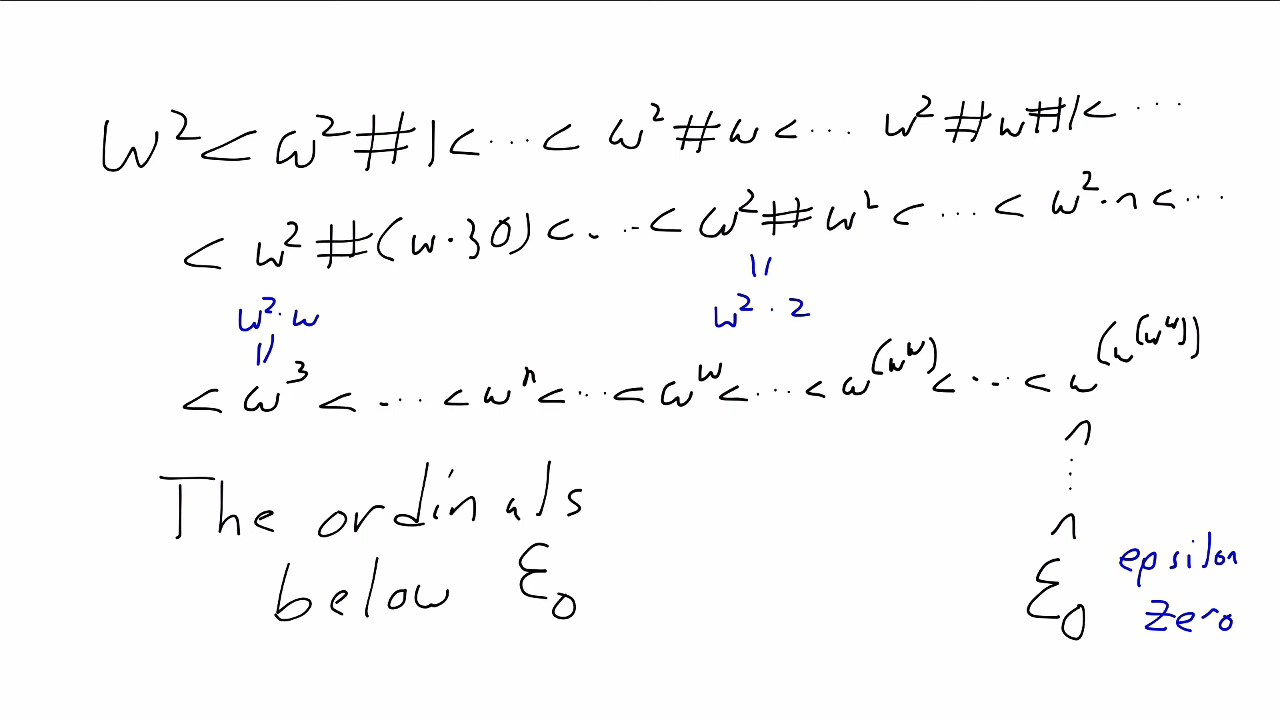 ω² < ω² # 1 < ··· < ω² # ω < ··· ω² # ω # 1 < ···
< ω² # (ω·30) < ··· < ω² # ω² < ··· < ω²·n < ···
ω²·ω
=
=
ω²·2
< ω³ < ··· < ωⁿ < ··· < ω^ω < ··· < ω^(ω^ω) < ··· < ω^(ω^(ω^ω))
∧
⋮
∧
The ordinals
below ε₀
ε₀
epsilon
zero